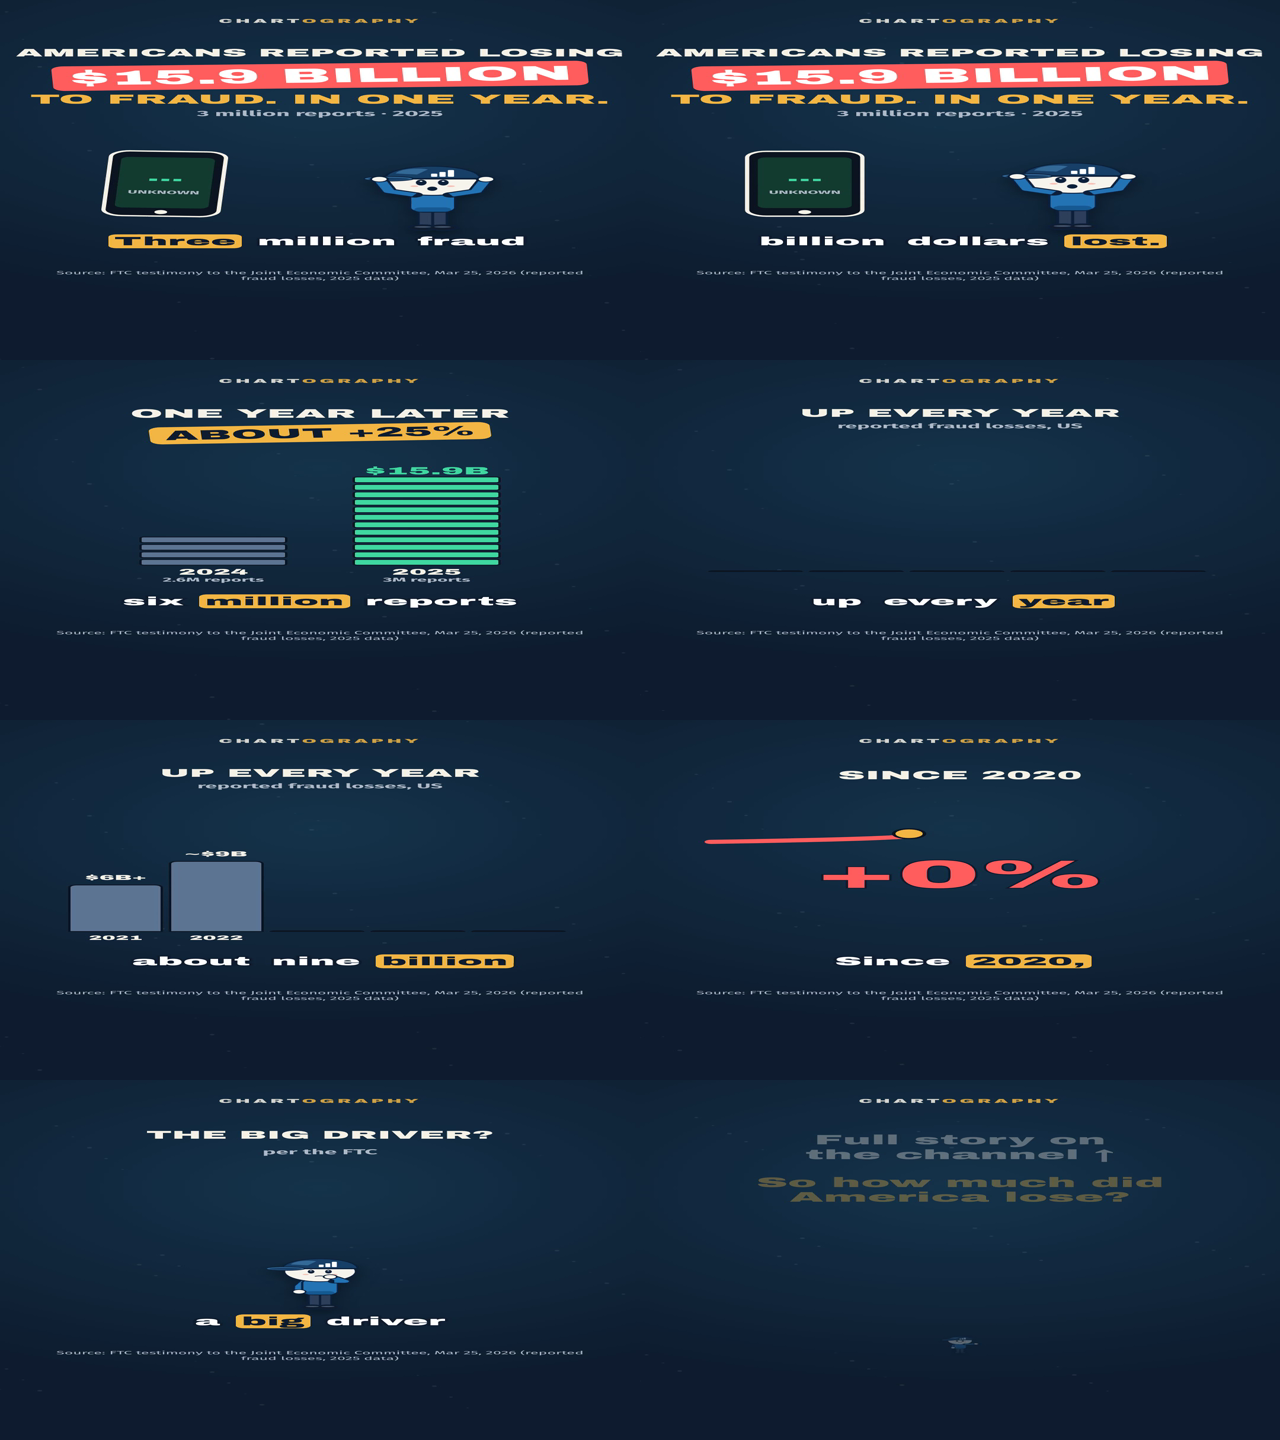 CHARTOGRAPHY
AMERICANS REPORTED LOSING
$15.9 BILLION
TO FRAUD. IN ONE YEAR.
3 million reports · 2025
UNKNOWN
Three million fraud
Source: FTC testimony to the Joint Economic Committee, Mar 25, 2026 (reported
fraud losses, 2025 data)
CHARTOGRAPHY
AMERICANS REPORTED LOSING
$15.9 BILLION
TO FRAUD. IN ONE YEAR.
3 million reports · 2025
UNKNOWN
billion dollars lost.
Source: FTC testimony to the Joint Economic Committee, Mar 25, 2026 (reported
fraud losses, 2025 data)
CHARTOGRAPHY
ONE YEAR LATER
ABOUT +25%
$15.9B
2024
2025
2.6M reports
3M reports
six million reports
Source: FTC testimony to the Joint Economic Committee, Mar 25, 2026 (reported
fraud losses, 2025 data)
CHARTOGRAPHY
UP EVERY YEAR
reported fraud losses, US
up every year
Source: FTC testimony to the Joint Economic Committee, Mar 25, 2026 (reported
fraud losses, 2025 data)
CHARTOGRAPHY
UP EVERY YEAR
reported fraud losses, US
~$9B
$6B+
2021
2022
about nine billion
Source: FTC testimony to the Joint Economic Committee, Mar 25, 2026 (reported
fraud losses, 2025 data)
CHARTOGRAPHY
SINCE 2020
+0%
Since 2020,
Source: FTC testimony to the Joint Economic Committee, Mar 25, 2026 (reported
fraud losses, 2025 data)
CHARTOGRAPHY
THE BIG DRIVER?
per the FTC
a big driver
Source: FTC testimony to the Joint Economic Committee, Mar 25, 2026 (reported
fraud losses, 2025 data)
CHARTOGRAPHY
Full story on
the channel ↑
So how much did
America lose?